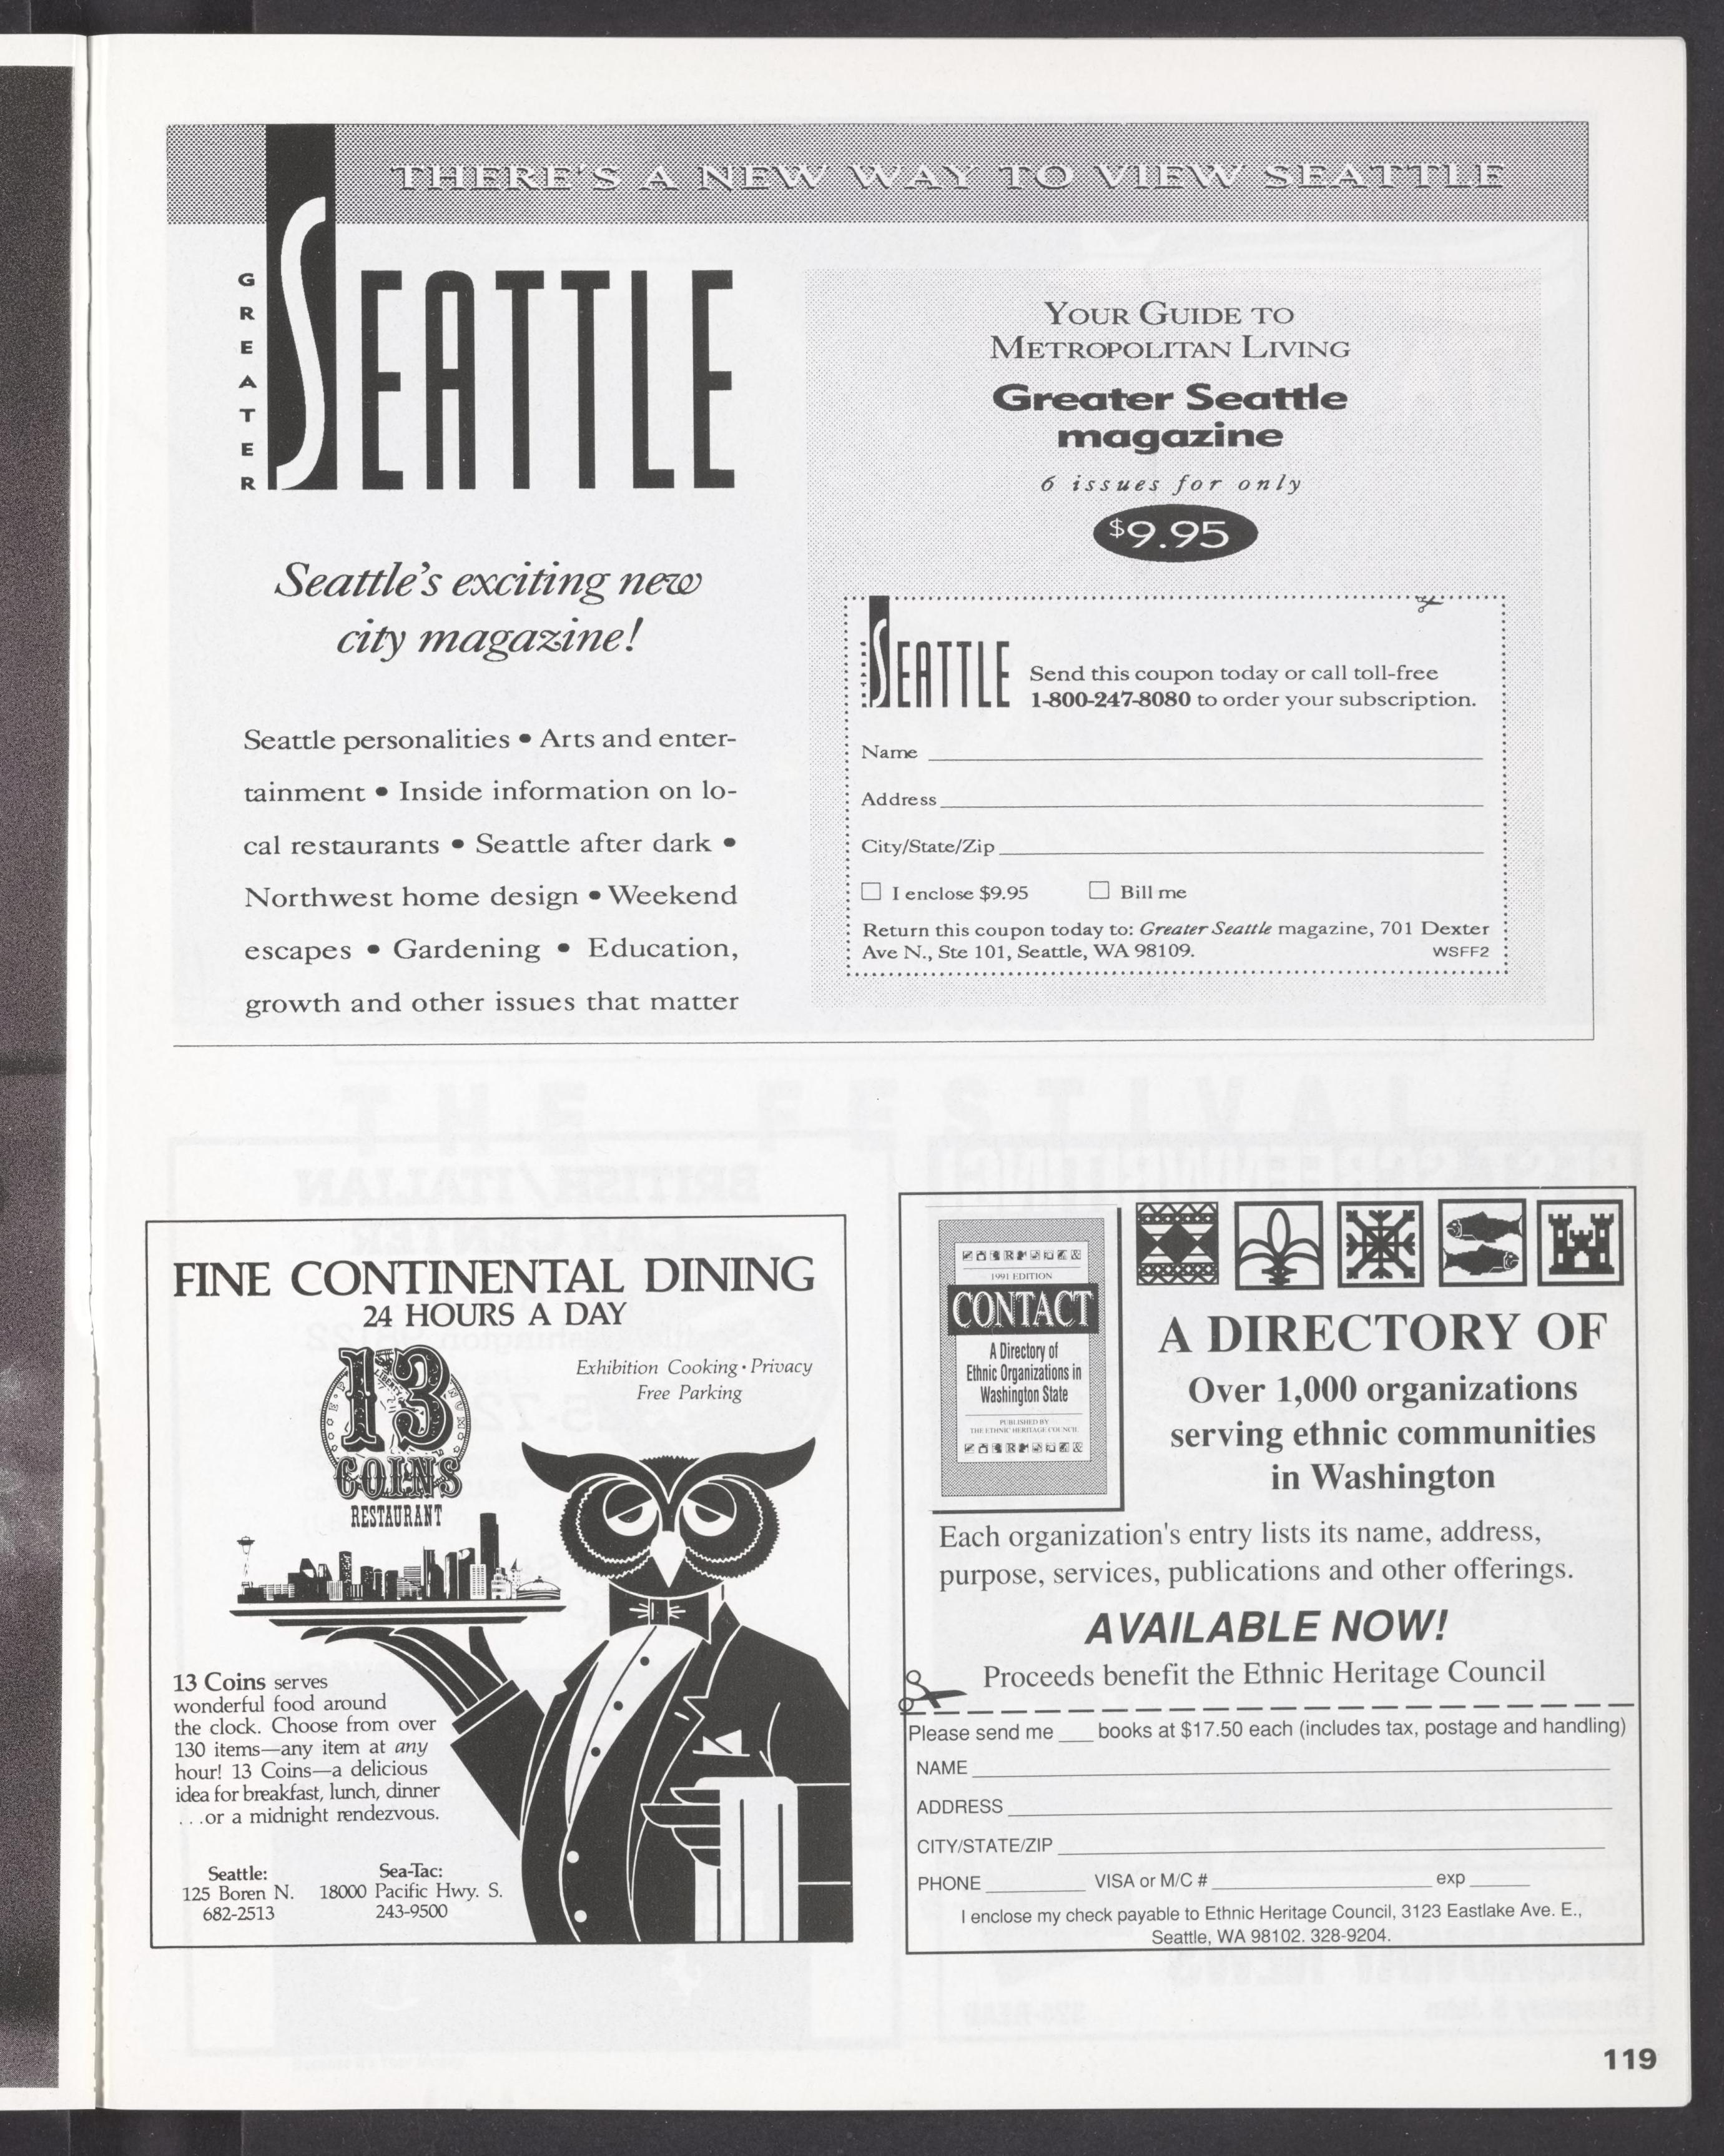 THERE'S A NEW WAY TO VIEW SEATTLE
GREATER
SEATTLE
Seattle's exciting new
city magazine!
Seattle personalities • Arts and enter-
tainment • Inside information on lo-
cal restaurants • Seattle after dark •
Northwest home design • Weekend
escapes • Gardening • Education,
growth and other issues that matter
YOUR GUIDE TO
METROPOLITAN LIVING
Greater Seattle
magazine
6 issues for only
$9.95
SEATTLE
Send this coupon today or call toll-free
1-800-247-8080 to order your subscription.
Name
Address
City/State/Zip
I enclose $9.95 Bill me
Return this coupon today to: Greater Seattle magazine, 701 Dexter
Ave N., Ste 101, Seattle, WA 98109. WSFF2
FINE CONTINENTAL DINING
24 HOURS A DAY
13
COINS
RESTAURANT
Exhibition Cooking • Privacy
Free Parking
13 Coins serves
wonderful food around
the clock. Choose from over
130 items—any item at any
hour! 13 Coins—a delicious
idea for breakfast, lunch, dinner
. . .or a midnight rendezvous.
Seattle:
125 Boren N.
682-2513
Sea-Tac:
18000 Pacific Hwy. S.
243-9500
1991 EDITION
CONTACT
A Directory of
Ethnic Organizations in
Washington State
PUBLISHED BY
THE ETHNIC HERITAGE COUNCIL
A DIRECTORY OF
Over 1,000 organizations
serving ethnic communities
in Washington
Each organization's entry lists its name, address,
purpose, services, publications and other offerings.
AVAILABLE NOW!
Proceeds benefit the Ethnic Heritage Council
Please send me ___ books at $17.50 each (includes tax, postage and handling)
NAME
ADDRESS
CITY/STATE/ZIP
PHONE VISA or M/C # exp
I enclose my check payable to Ethnic Heritage Council, 3123 Eastlake Ave. E.,
Seattle, WA 98102. 328-9204.
119